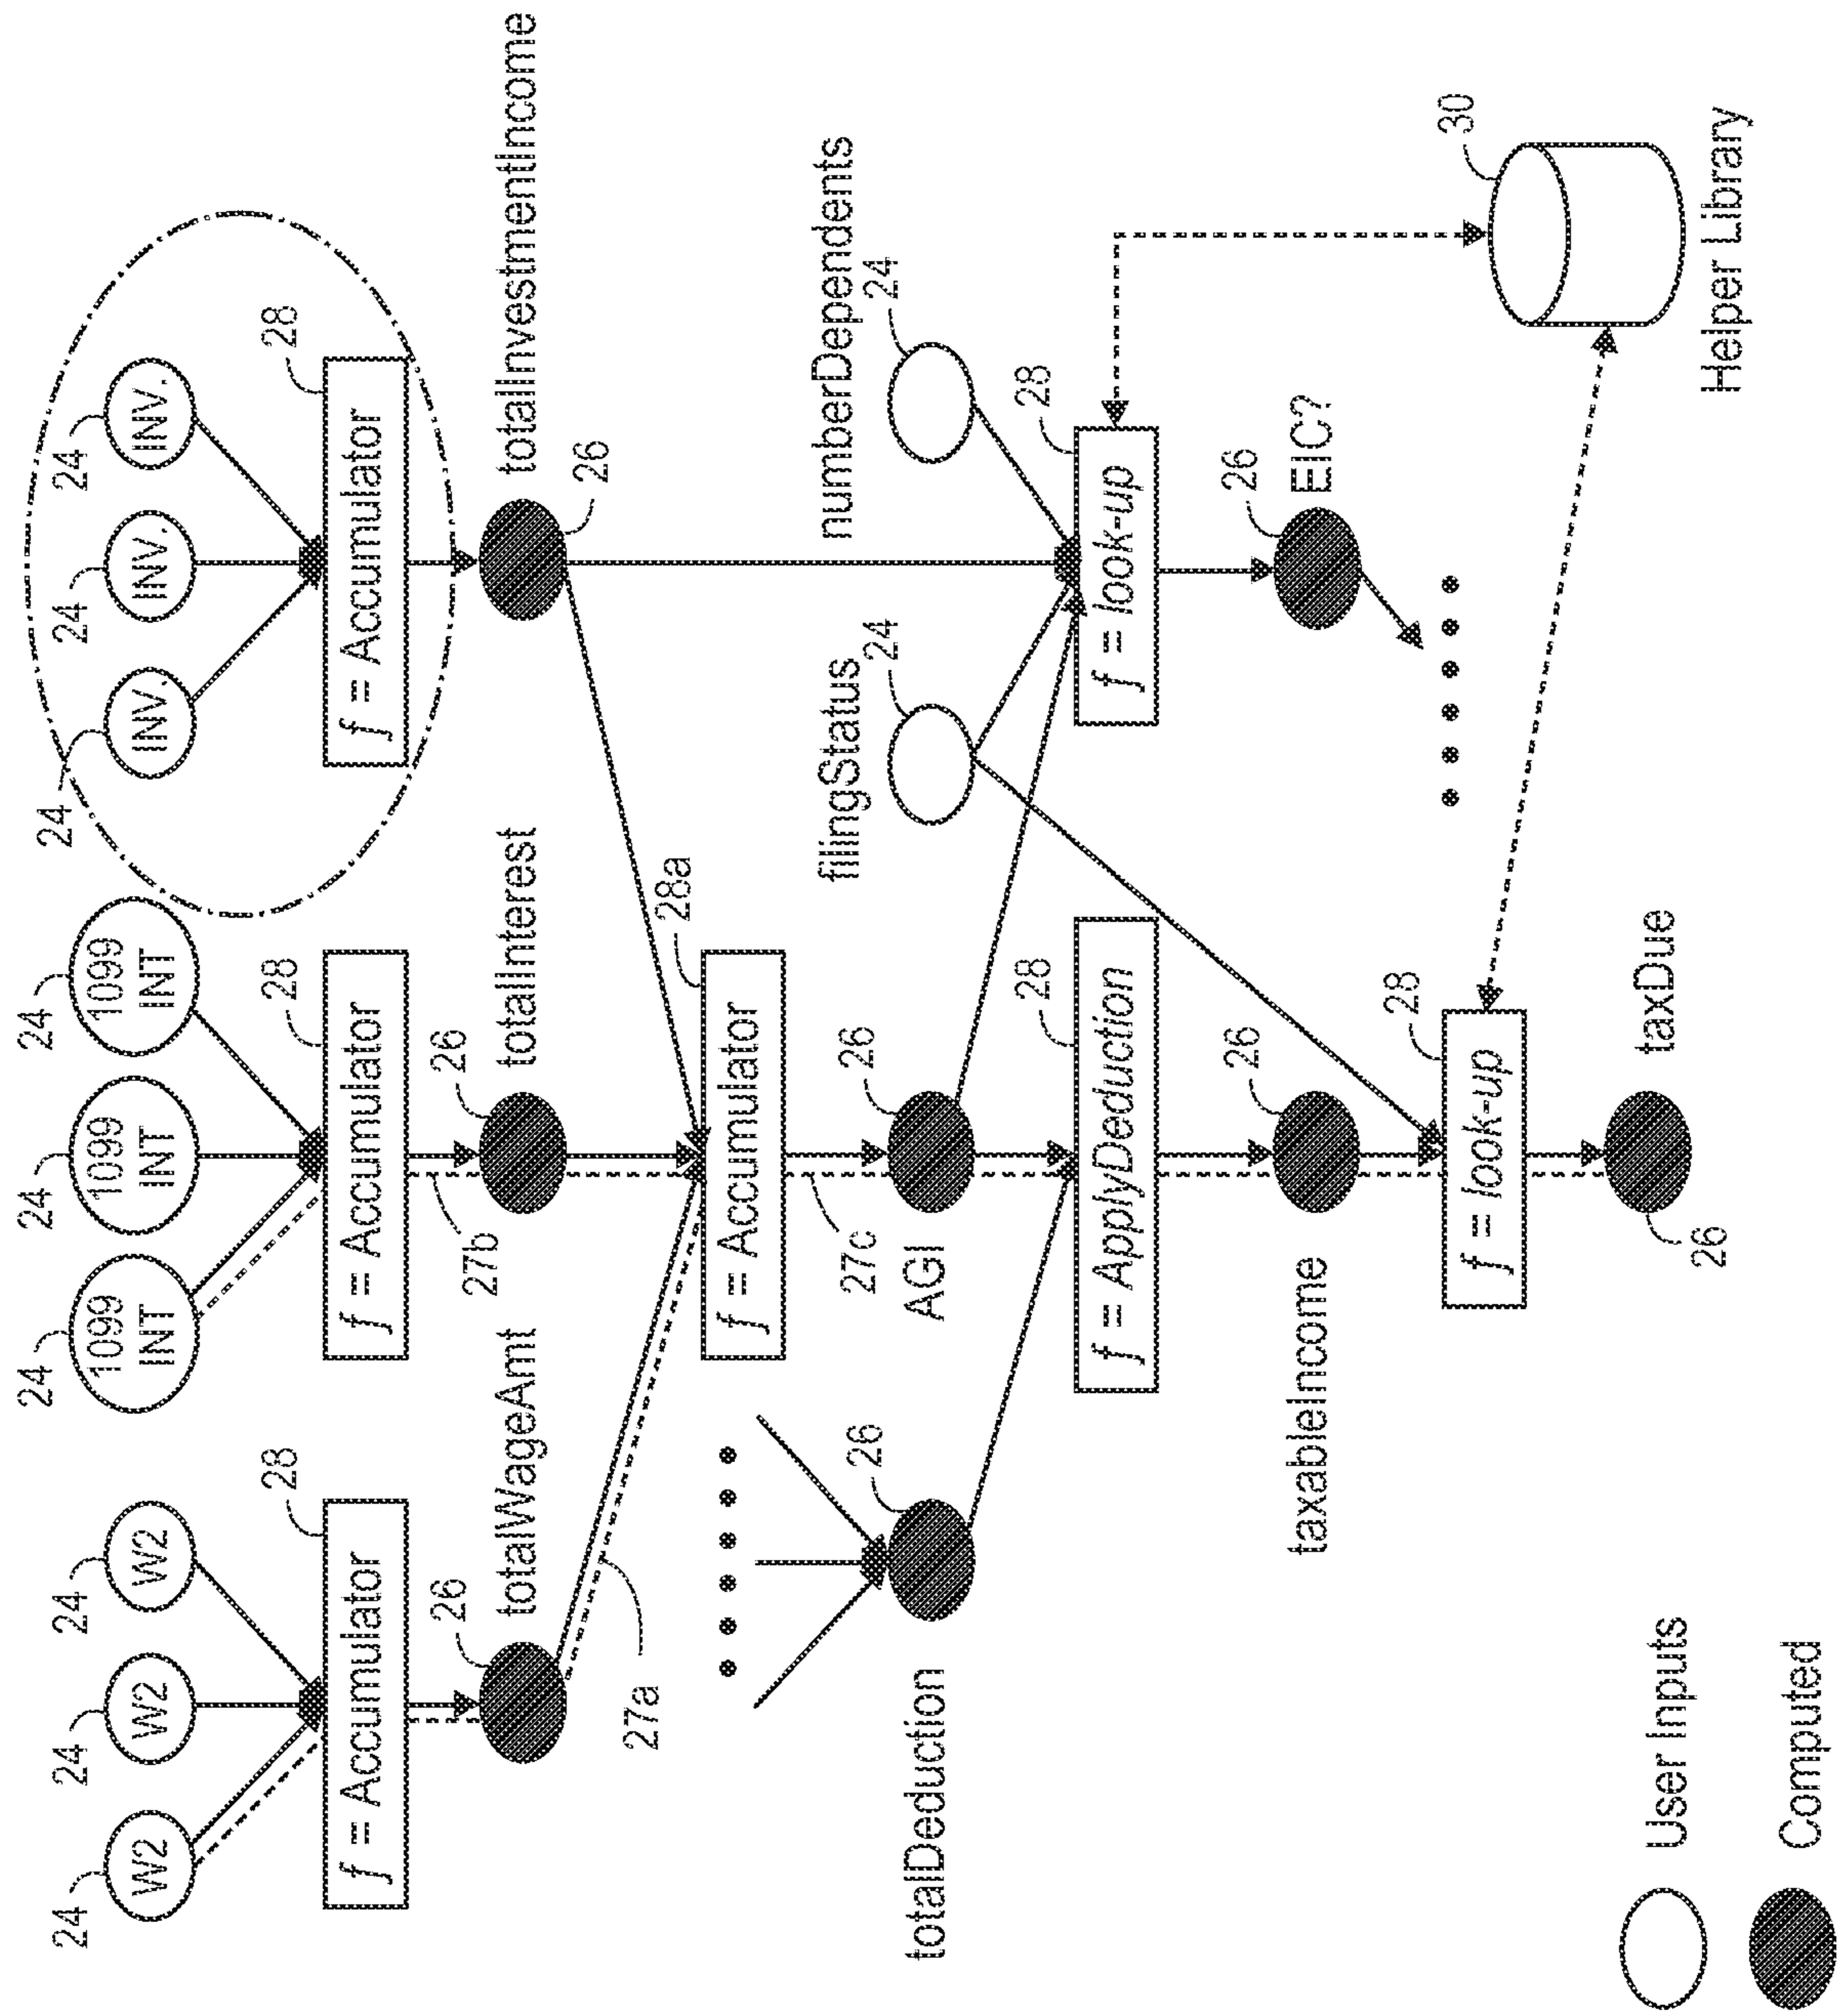 24
24
24
24
24
24
24
24
24
W2
W2
W2
1099
INT
1099
INT
1099
INT
INV.
INV.
INV.
28
28
28
f = Accumulator
f = Accumulator
f = Accumulator
26
26
26
totalWageAmt
27b
totalInterest
totalInvestmentIncome
27a
28a
f = Accumulator
27c
26
26
24
24
totalDeduction
AGI
filingStatus
numberDependents
28
28
f = ApplyDeduction
f = look-up
26
26
taxableIncome
EIC?
28
30
f = look-up
26
taxDue
Helper Library
User Inputs
Computed